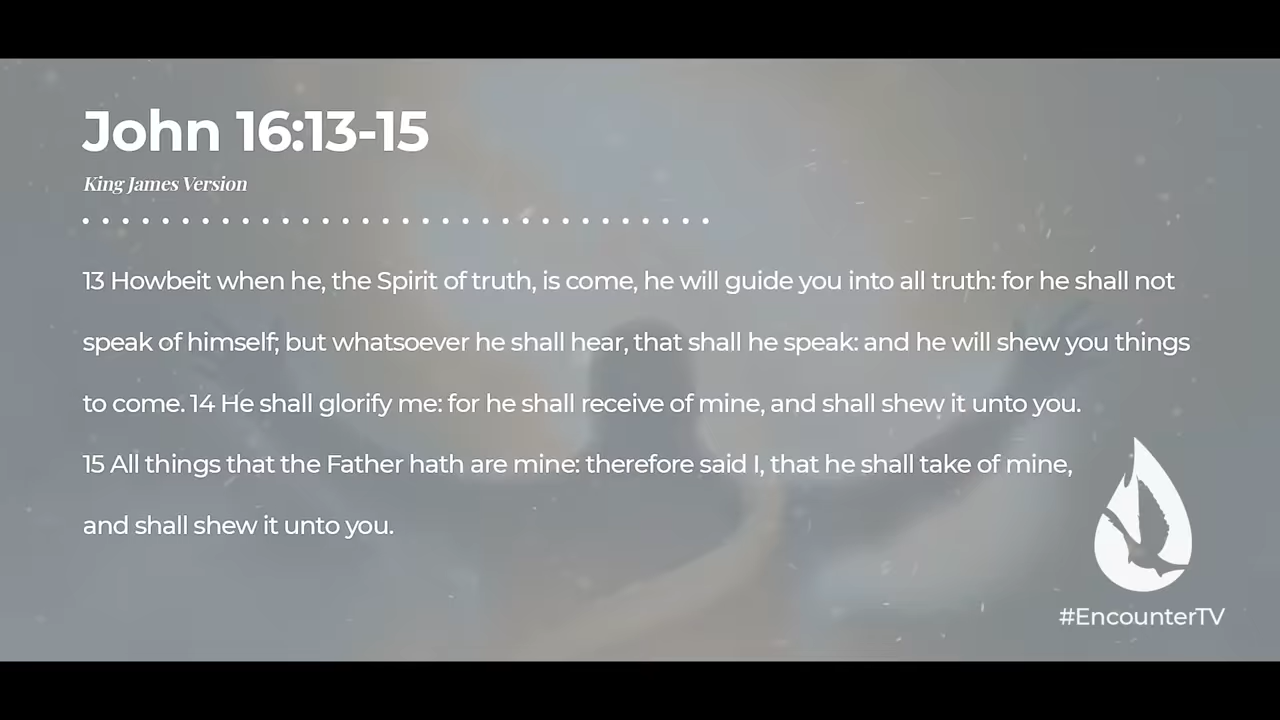 John 16:13-15
King James Version
13 Howbeit when he, the Spirit of truth, is come, he will guide you into all truth: for he shall not
speak of himself; but whatsoever he shall hear, that shall he speak: and he will shew you things
to come. 14 He shall glorify me: for he shall receive of mine, and shall shew it unto you.
15 All things that the Father hath are mine: therefore said I, that he shall take of mine,
and shall shew it unto you.
#EncounterTV